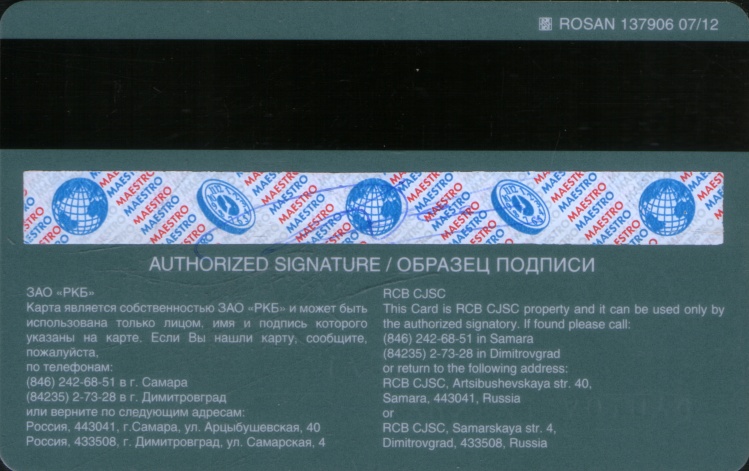 ROSAN 137906 07/12
MAESTRO MAESTRO MAESTRO MAESTRO MAESTRO
AUTHORIZED SIGNATURE / ОБРАЗЕЦ ПОДПИСИ
ЗАО «РКБ»
Карта является собственностью ЗАО «РКБ» и может быть
использована только лицом, имя и подпись которого
указаны на карте. Если Вы нашли карту, сообщите,
пожалуйста,
по телефонам:
(846) 242-68-51 в г. Самара
(84235) 2-73-28 в г. Димитровград
или верните по следующим адресам:
Россия, 443041, г.Самара, ул. Арцыбушевская, 40
Россия, 433508, г. Димитровград, ул. Самарская, 4
RCB CJSC
This Card is RCB CJSC property and it can be used only by
the authorized signatory. If found please call:
(846) 242-68-51 in Samara
(84235) 2-73-28 in Dimitrovgrad
or return to the following address:
RCB CJSC, Artsibushevskaya str. 40,
Samara, 443041, Russia
or
RCB CJSC, Samarskaya str. 4,
Dimitrovgrad, 433508, Russia